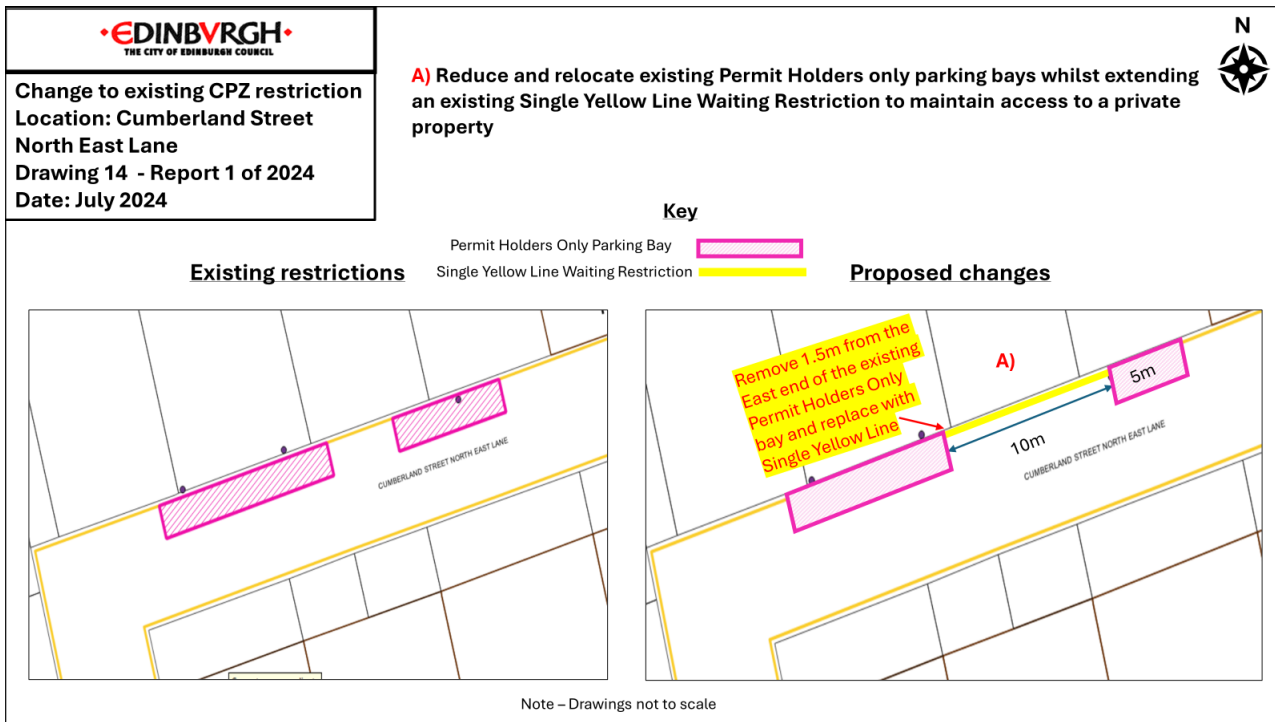 EDINBVRGH
THE CITY OF EDINBURGH COUNCIL
Change to existing CPZ restriction
Location: Cumberland Street
North East Lane
Drawing 14 - Report 1 of 2024
Date: July 2024
A) Reduce and relocate existing Permit Holders only parking bays whilst extending
an existing Single Yellow Line Waiting Restriction to maintain access to a private
property
N
Key
Permit Holders Only Parking Bay
Single Yellow Line Waiting Restriction
Existing restrictions
Proposed changes
CUMBERLAND STREET NORTH EAST LANE
Remove 1.5m from the
East end of the existing
Permit Holders Only
bay and replace with
Single Yellow Line
A)
5m
10m
CUMBERLAND STREET NORTH EAST LANE
Note – Drawings not to scale